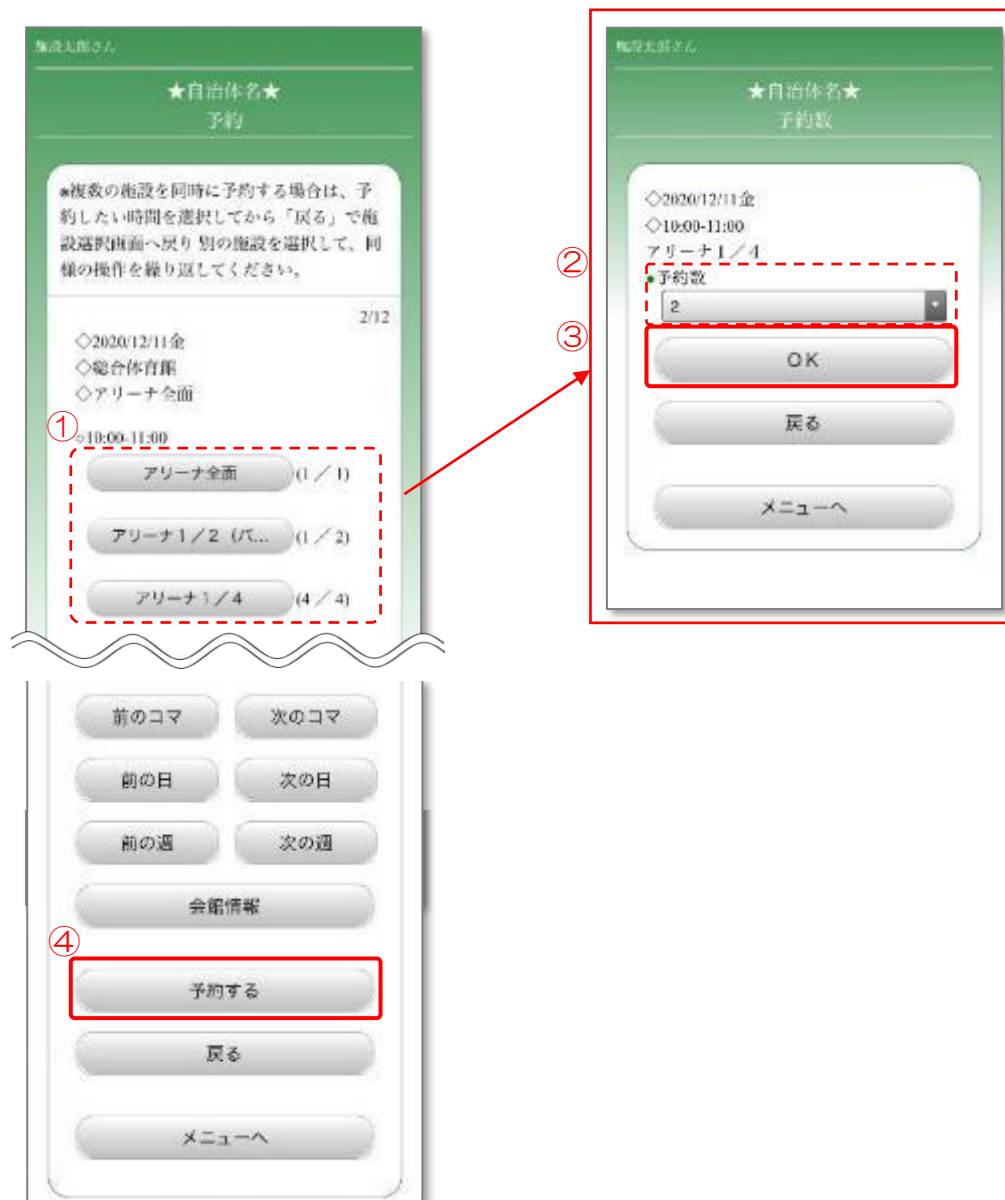 施設太郎さん
★自治体名★
予約
※複数の施設を同時に予約する場合は、予
約したい時間を選択してから「戻る」で施
設選択画面へ戻り 別の施設を選択して、同
様の操作を繰り返してください。
2/12
◇2020/12/11金
◇総合体育館
◇アリーナ全面
①
○10:00-11:00
アリーナ全面 (1／1)
アリーナ1／2 (バ... (1／2)
アリーナ1／4 (4／4)
前のコマ 次のコマ
前の日 次の日
前の週 次の週
会館情報
④
予約する
戻る
メニューへ
施設太郎さん
★自治体名★
予約数
◇2020/12/11金
◇10:00-11:00
アリーナ1／4
②
●予約数
2
③
OK
戻る
メニューへ